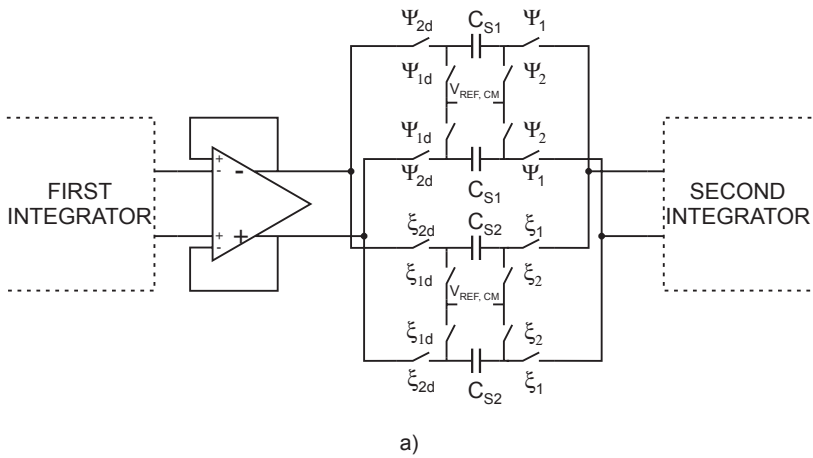 Ψ2d CS1 Ψ1
Ψ1d VREF, CM Ψ2
Ψ1d Ψ2
Ψ2d CS1 Ψ1
FIRST INTEGRATOR
+
-
-
+
-
+
SECOND INTEGRATOR
ξ2d CS2 ξ1
ξ1d VREF, CM ξ2
ξ1d ξ2
ξ2d CS2 ξ1
a)